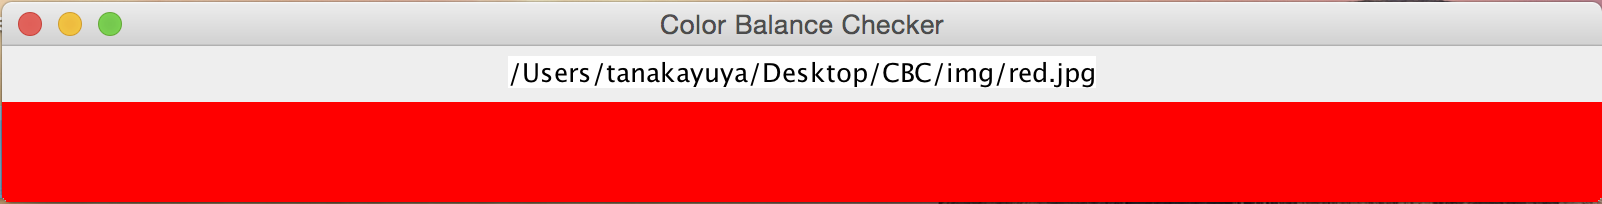 Color Balance Checker
/Users/tanakayuya/Desktop/CBC/img/red.jpg